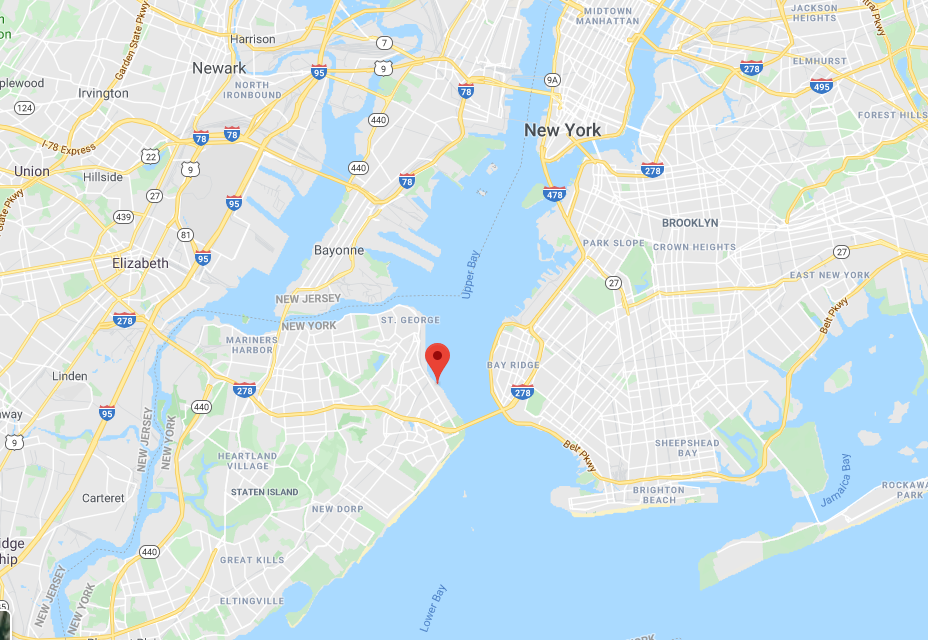 MIDTOWN
MANHATTAN
JACKSON
HEIGHTS
Garden State Pkwy
Harrison
7
9
95
9A
278
ELMHURST
495
Newark
plewood
Irvington
NORTH
IRONBOUND
78
124
440
New York
FOREST HILLS
I-78 Express
78
78
22
9
440
278
Union
Hillside
78
27
95
478
State Pkwy
439
BROOKLYN
81
Bayonne
PARK SLOPE
CROWN HEIGHTS
27
95
Elizabeth
Upper Bay
EAST NEW YORK
27
NEW JERSEY
NEW YORK
ST. GEORGE
278
Belt Pkwy
MARINERS
HARBOR
BAY RIDGE
Linden
278
278
440
95
away
9
NEW JERSEY
NEW YORK
Belt Pkwy
SHEEPSHEAD
BAY
HEARTLAND
VILLAGE
STATEN ISLAND
Carteret
BRIGHTON
BEACH
Jamaica Bay
ROCKAWA
PARK
NEW DORP
idge
hip
440
GREAT KILLS
NEW JERSEY
NEW YORK
ELTINGVILLE
Lower Bay